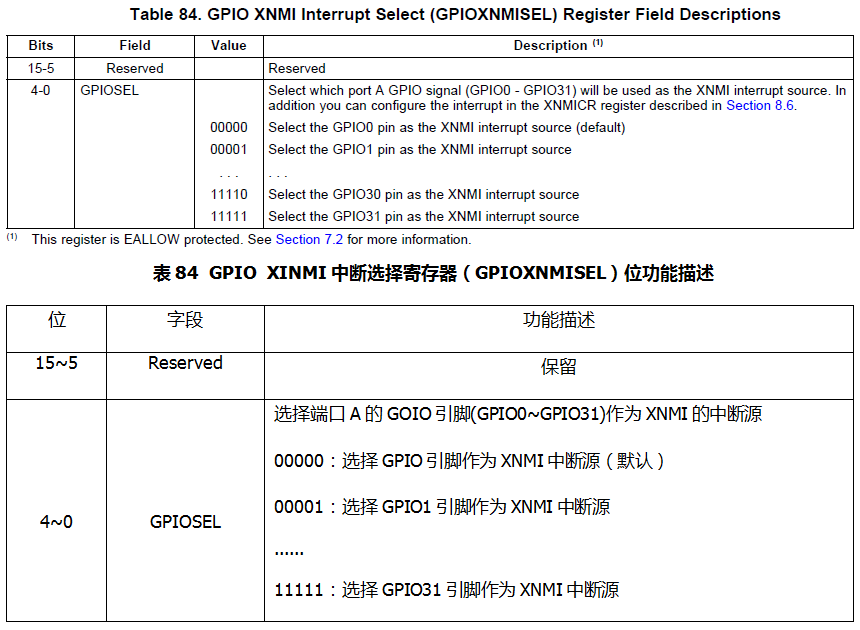 Table 84. GPIO XNMI Interrupt Select (GPIOXNMISEL) Register Field Descriptions
Bits Field Value Description (1)
15-5 Reserved Reserved
4-0 GPIOSEL Select which port A GPIO signal (GPIO0 - GPIO31) will be used as the XNMI interrupt source. In
addition you can configure the interrupt in the XNMICR register described in Section 8.6.
00000 Select the GPIO0 pin as the XNMI interrupt source (default)
00001 Select the GPIO1 pin as the XNMI interrupt source
. . . . . .
11110 Select the GPIO30 pin as the XNMI interrupt source
11111 Select the GPIO31 pin as the XNMI interrupt source
(1) This register is EALLOW protected. See Section 7.2 for more information.
表 84 GPIO XINMI 中断选择寄存器（GPIOXNMISEL）位功能描述
位 字段 功能描述
15~5 Reserved 保留
选择端口 A 的 GOIO 引脚(GPIO0~GPIO31)作为 XNMI 的中断源
00000：选择 GPIO 引脚作为 XNMI 中断源（默认）
00001：选择 GPIO1 引脚作为 XNMI 中断源
4~0 GPIOSEL
......
11111：选择 GPIO31 引脚作为 XNMI 中断源